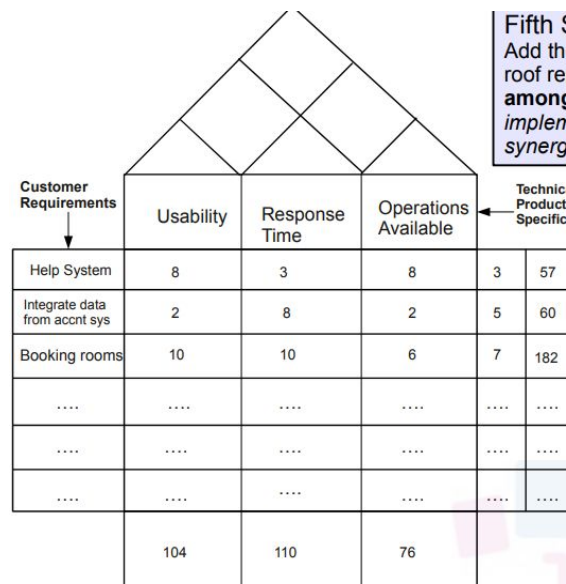 Fifth
Add th
roof re
among
implen
synerg
Customer
Requirements
Usability
Response
Time
Operations
Available
Technic
Product
Specific
Help System 8 3 8 3 57
Integrate data
from accnt sys
2 8 2 5 60
Booking rooms 10 10 6 7 182
.... .... .... .... .... ....
.... .... .... .... .... ....
.... .... .... .... .... ....
104 110 76